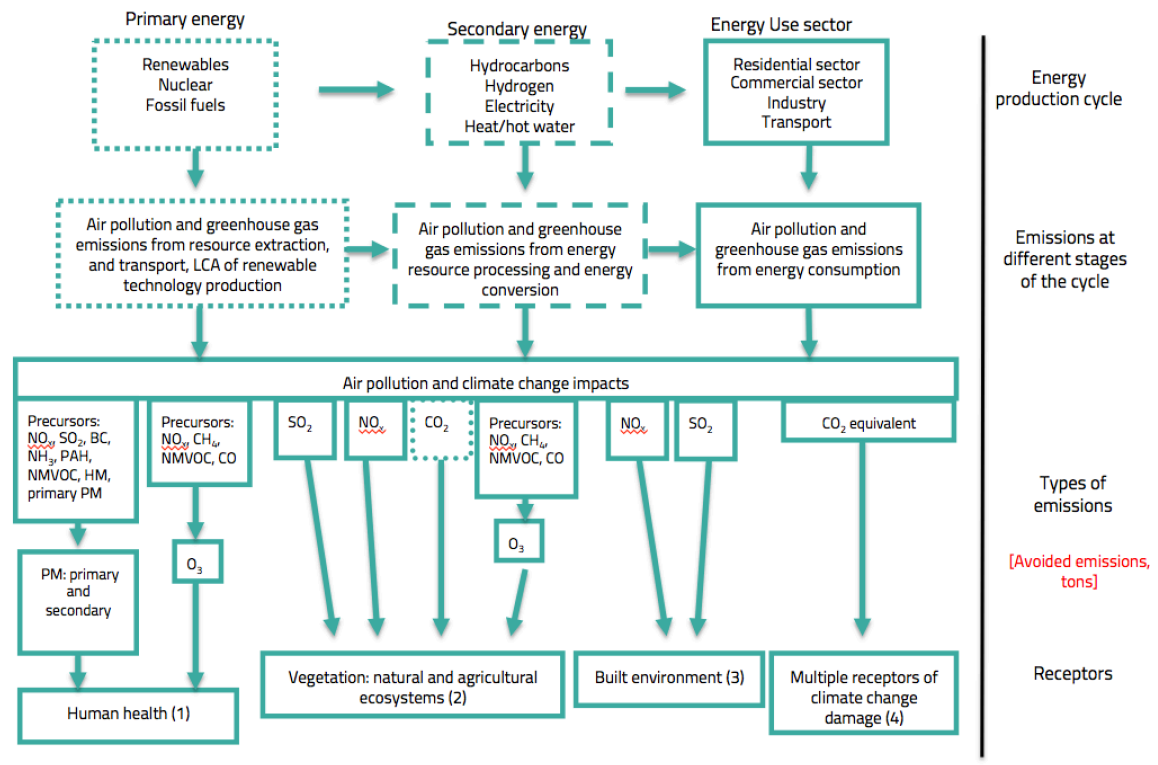 Primary energy
Secondary energy
Energy Use sector
Renewables
Nuclear
Fossil fuels
Hydrocarbons
Hydrogen
Electricity
Heat/hot water
Residential sector
Commercial sector
Industry
Transport
Energy
production cycle
Air pollution and greenhouse gas
emissions from resource extraction,
and transport, LCA of renewable
technology production
Air pollution and greenhouse
gas emissions from energy
resource processing and energy
conversion
Air pollution and
greenhouse gas emissions
from energy consumption
Emissions at
different stages
of the cycle
Air pollution and climate change impacts
Precursors:
NOₓ, SO₂, BC,
NH₃, PAH,
NMVOC, HM,
primary PM
Precursors:
NOₓ, CH₄,
NMVOC, CO
SO₂
NOₓ
CO₂
Precursors:
NOₓ, CH₄,
NMVOC, CO
NOₓ
SO₂
CO₂ equivalent
Types of
emissions
O₃
O₃
[Avoided emissions,
tons]
PM: primary
and
secondary
Human health (1)
Vegetation: natural and agricultural
ecosystems (2)
Built environment (3)
Multiple receptors of
climate change
damage (4)
Receptors